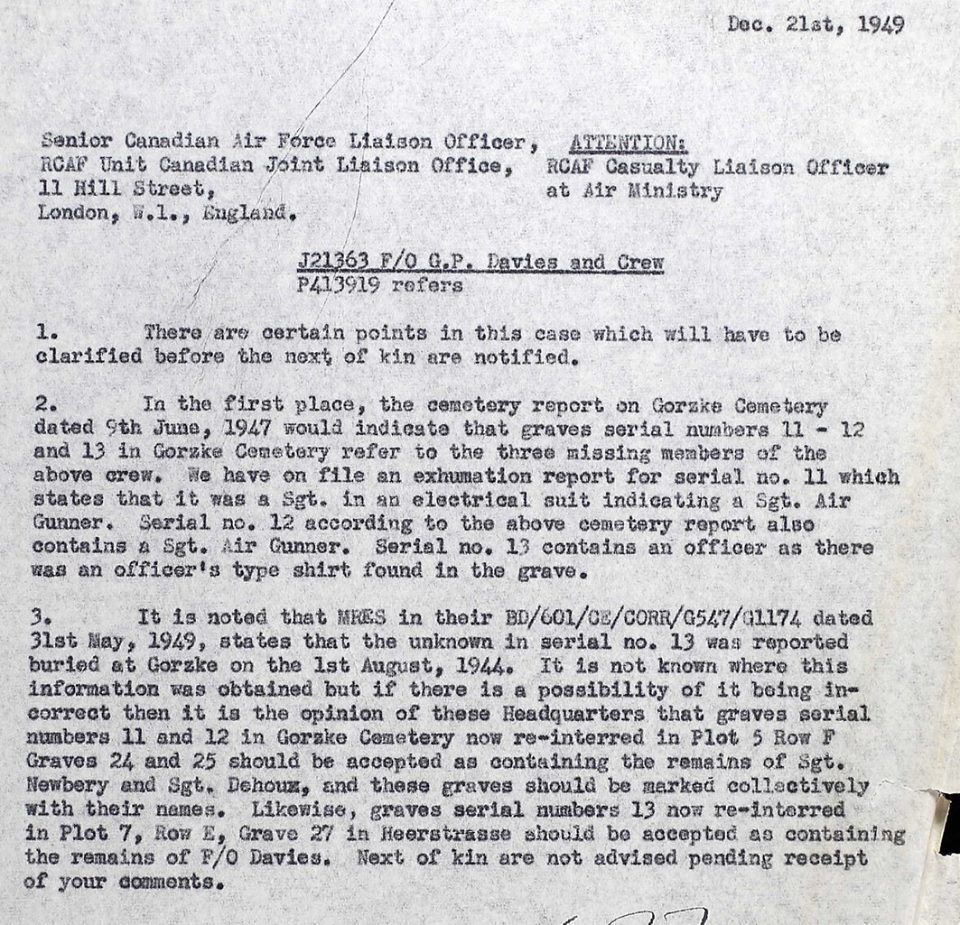 Dec. 21st, 1949
Senior Canadian Air Force Liaison Officer, ATTENTION:
RCAF Unit Canadian Joint Liaison Office, RCAF Casualty Liaison Officer
11 Hill Street, at Air Ministry
London, W.1., England.
J21363 F/O G.P. Davies and Crew
P413919 refers
1. There are certain points in this case which will have to be
clarified before the next of kin are notified.
2. In the first place, the cemetery report on Gorzke Cemetery
dated 9th June, 1947 would indicate that graves serial numbers 11 - 12
and 13 in Gorzke Cemetery refer to the three missing members of the
above crew. We have on file an exhumation report for serial no. 11 which
states that it was a Sgt. in an electrical suit indicating a Sgt. Air
Gunner. Serial no. 12 according to the above cemetery report also
contains a Sgt. Air Gunner. Serial no. 13 contains an officer as there
was an officer's type shirt found in the grave.
3. It is noted that MRES in their BD/601/CE/CORR/G547/G1174 dated
31st May, 1949, states that the unknown in serial no. 13 was reported
buried at Gorzke on the 1st August, 1944. It is not known where this
information was obtained but if there is a possibility of it being in-
correct then it is the opinion of these Headquarters that graves serial
numbers 11 and 12 in Gorzke Cemetery now re-interred in Plot 5 Row F
Graves 24 and 25 should be accepted as containing the remains of Sgt.
Newbery and Sgt. Dehoux, and these graves should be marked collectively
with their names. Likewise, graves serial numbers 13 now re-interred
in Plot 7, Row E, Grave 27 in Heerstrasse should be accepted as containing
the remains of F/O Davies. Next of kin are not advised pending receipt
of your comments.